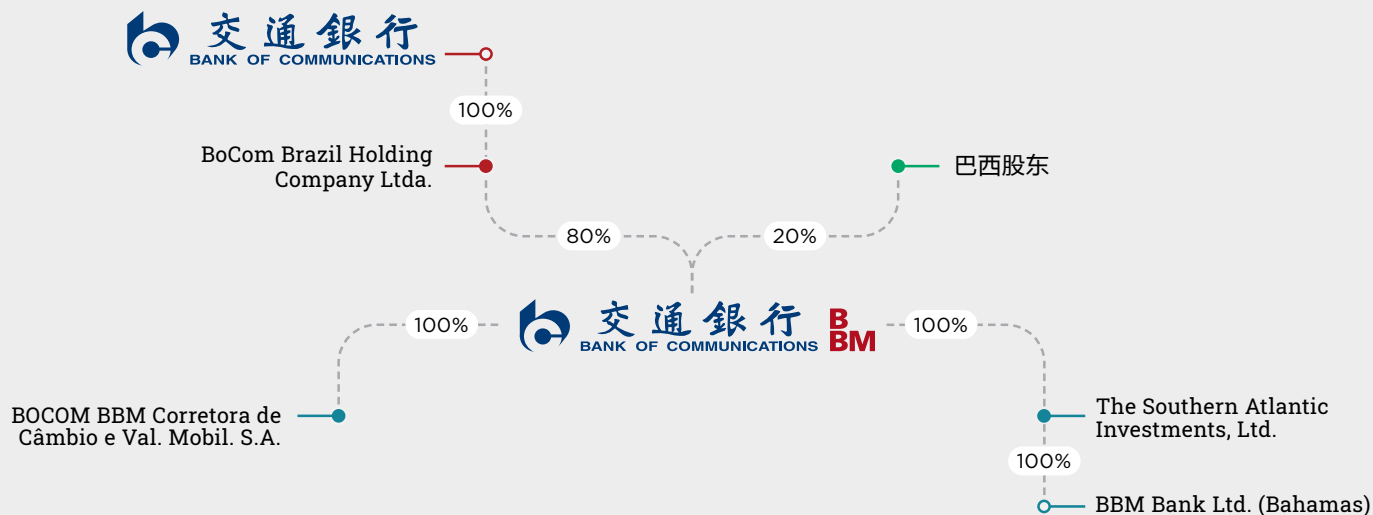 交通銀行
BANK OF COMMUNICATIONS
100%
BoCom Brazil Holding
Company Ltda.
巴西股东
80%
20%
100%
交通銀行
BANK OF COMMUNICATIONS
B
BM
100%
BOCOM BBM Corretora de
Câmbio e Val. Mobil. S.A.
The Southern Atlantic
Investments, Ltd.
100%
BBM Bank Ltd. (Bahamas)